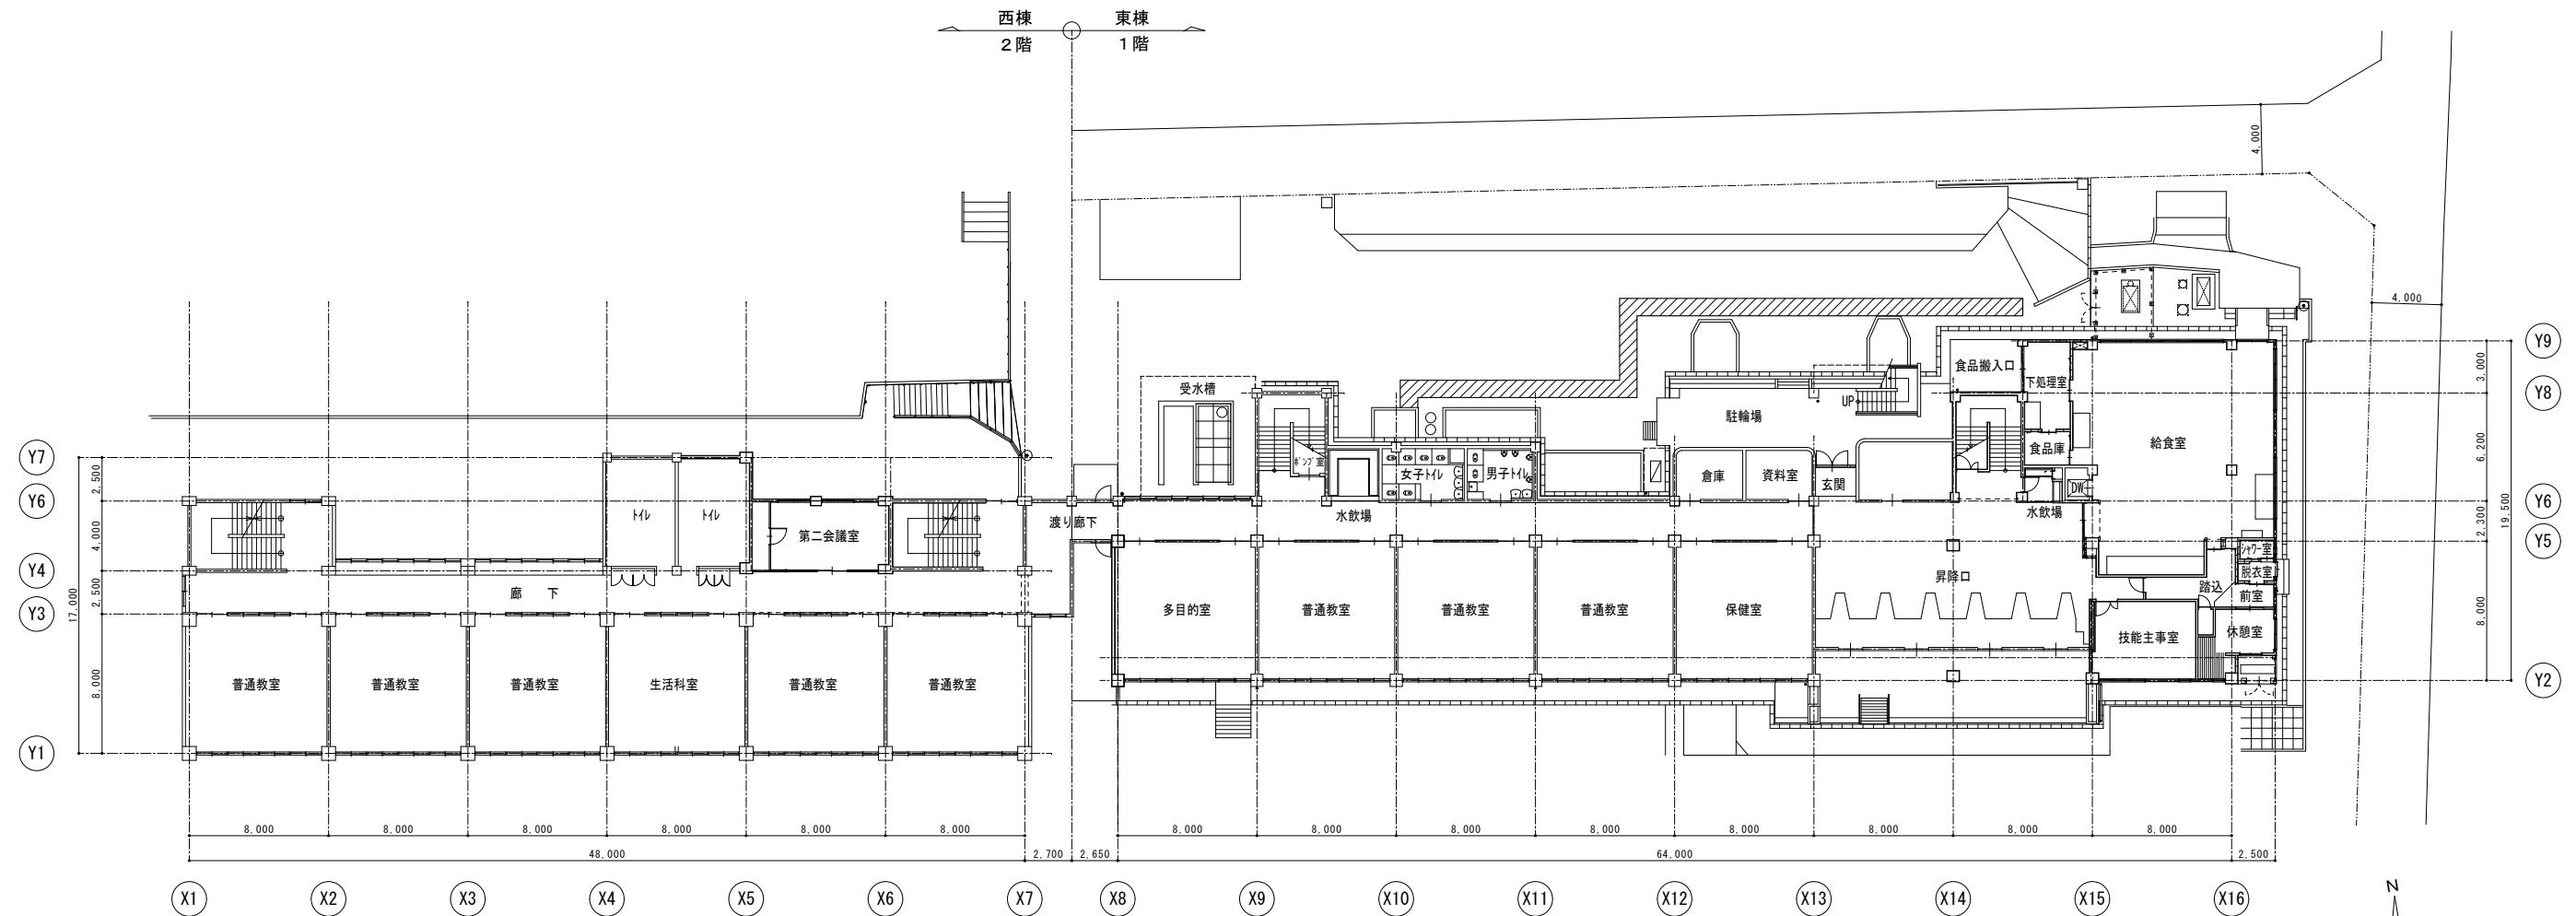 西棟 東棟
２階 １階
4,000
4,000
受水槽
食品搬入口
下処理室
UP
駐輪場
給食室
食品庫
ポンプ室
女子トイレ
男子トイレ
倉庫
資料室
玄関
DW
水飲場
水飲場
トイレ
トイレ
第二会議室
渡り廊下
シャワー室
脱衣室
踏込
前室
昇降口
廊 下
多目的室
普通教室
普通教室
普通教室
保健室
技能主事室
休憩室
普通教室
普通教室
普通教室
生活科室
普通教室
普通教室
Y7
Y6
Y4
Y3
Y1
2,500
4,000
2,500
8,000
17,000
Y9
Y8
Y6
Y5
Y2
3,000
6,200
2,300
8,000
19,500
8,000 8,000 8,000 8,000 8,000 8,000 8,000 8,000 8,000 8,000 8,000 8,000 8,000 8,000
48,000 2,700 2,650 64,000 2,500
X1 X2 X3 X4 X5 X6 X7 X8 X9 X10 X11 X12 X13 X14 X15 X16
N